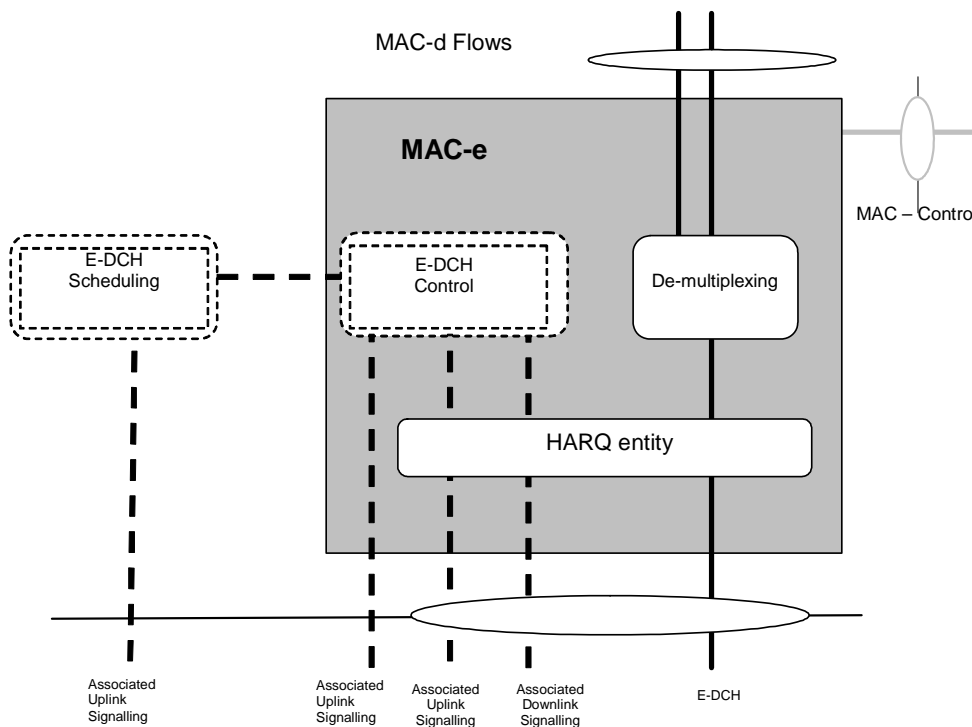 MAC-d Flows
MAC-e
MAC – Control
E-DCH
Scheduling
E-DCH
Control
De-multiplexing
HARQ entity
Associated
Uplink
Signalling
Associated
Uplink
Signalling
Associated
Uplink
Signalling
Associated
Downlink
Signalling
E-DCH